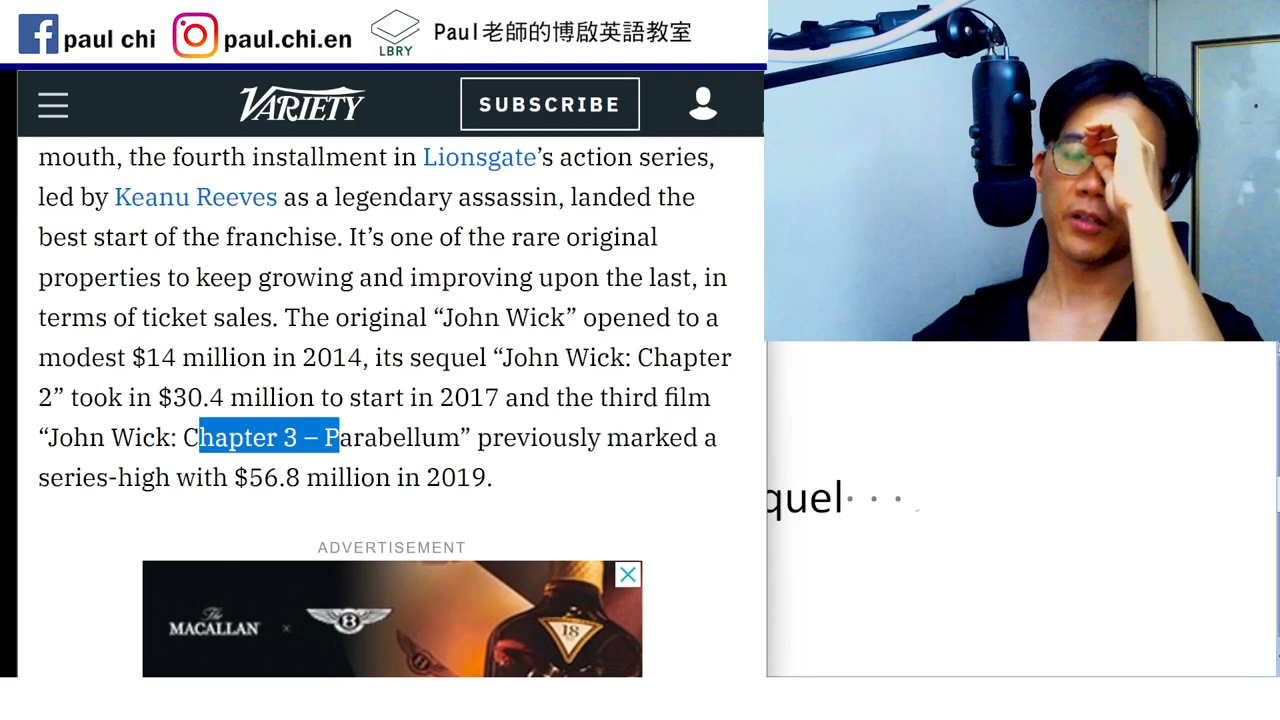 paul chi
paul.chi.en
LBRY
Paul老師的博啟英語教室
VARIETY
SUBSCRIBE
mouth, the fourth installment in Lionsgate’s action series,
led by Keanu Reeves as a legendary assassin, landed the
best start of the franchise. It’s one of the rare original
properties to keep growing and improving upon the last, in
terms of ticket sales. The original “John Wick” opened to a
modest $14 million in 2014, its sequel “John Wick: Chapter
2” took in $30.4 million to start in 2017 and the third film
“John Wick: Chapter 3 – Parabellum” previously marked a
series-high with $56.8 million in 2019.
quel· · ·
ADVERTISEMENT
The
MACALLAN × B
18